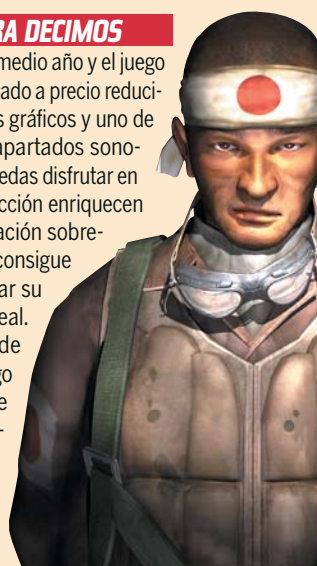 RA DECIMOS
medio año y el juego
ado a precio reduci-
s gráficos y uno de
apartados sono-
edas disfrutar en
cción enriquecen
ación sobre-
consigue
ar su
eal.
de
go
e
-